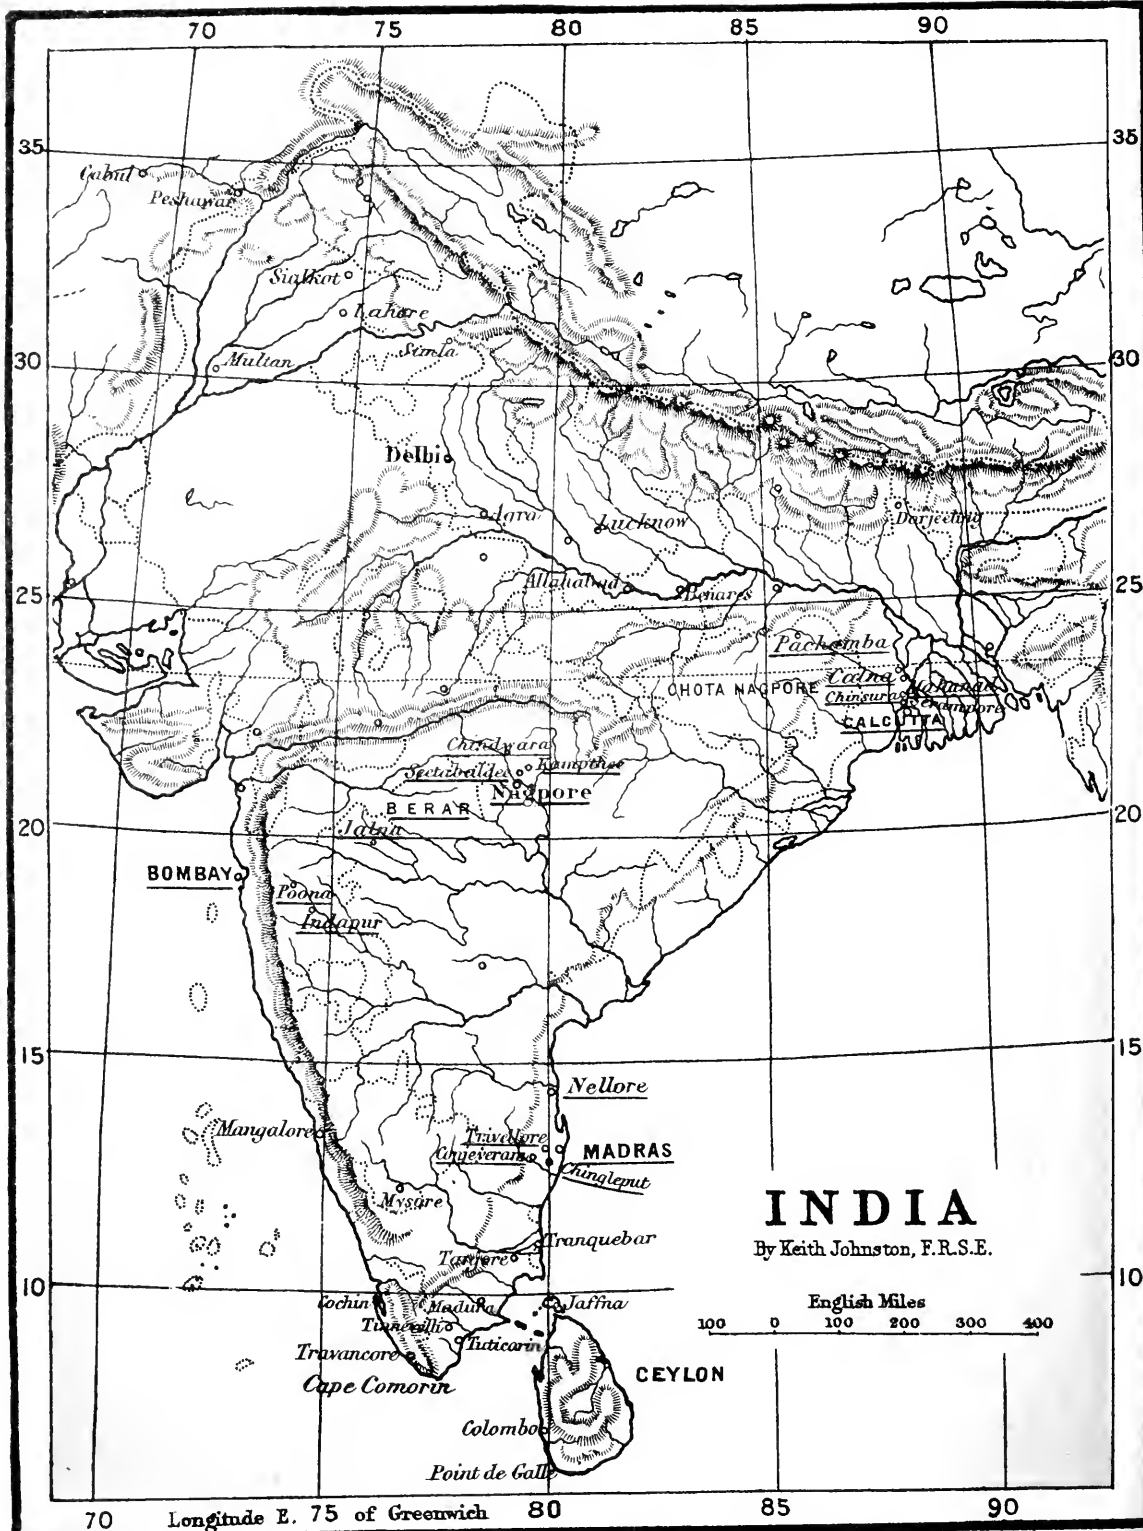 70 75 80 85 90
35 35
Cabul
Peshawar
Sialkot
Lahore
Simla
30 30
Multan
Delhi
Agra
Lucknow
Darjeeling
Allahabad
Benares
25 25
Pachamba
CHOTA NAGPORE
Calna
Chinsura
Serampore
CALCUTTA
Chindwara
Kampthee
Seetabaldee
Nagpore
BERAR
20 20
Jalna
BOMBAY
Poona
Indapur
15 15
Nellore
Mangalore
Trivellore
Conjeveram
MADRAS
Chingleput
Mysore
INDIA
By Keith Johnston, F.R.S.E.
Tranquebar
Tanjore
10 10
Cochin
Madura
Jaffna
English Miles
100 0 100 200 300 400
Tinnevelli
Tuticorin
Travancore
Cape Comorin
CEYLON
Colombo
Point de Galle
70 75 80 85 90
Longitude E. of Greenwich